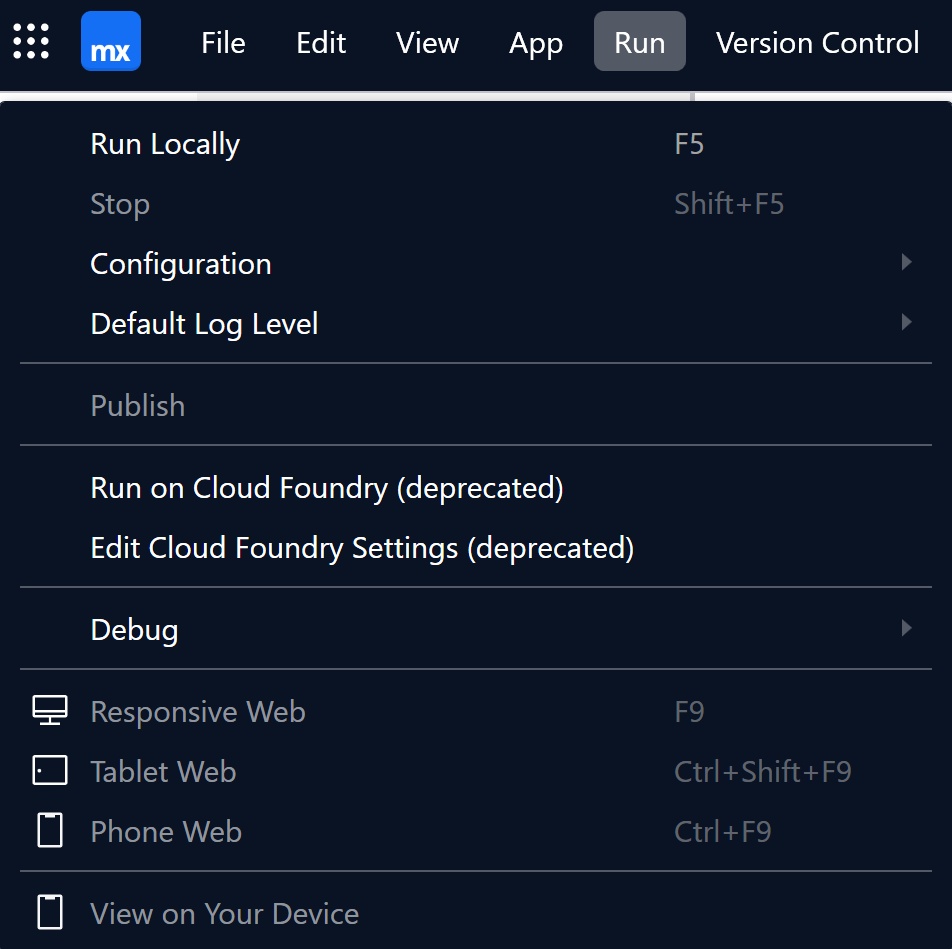 mx File Edit View App Run Version Control
Run Locally F5
Stop Shift+F5
Configuration
Default Log Level
Publish
Run on Cloud Foundry (deprecated)
Edit Cloud Foundry Settings (deprecated)
Debug
Responsive Web F9
Tablet Web Ctrl+Shift+F9
Phone Web Ctrl+F9
View on Your Device